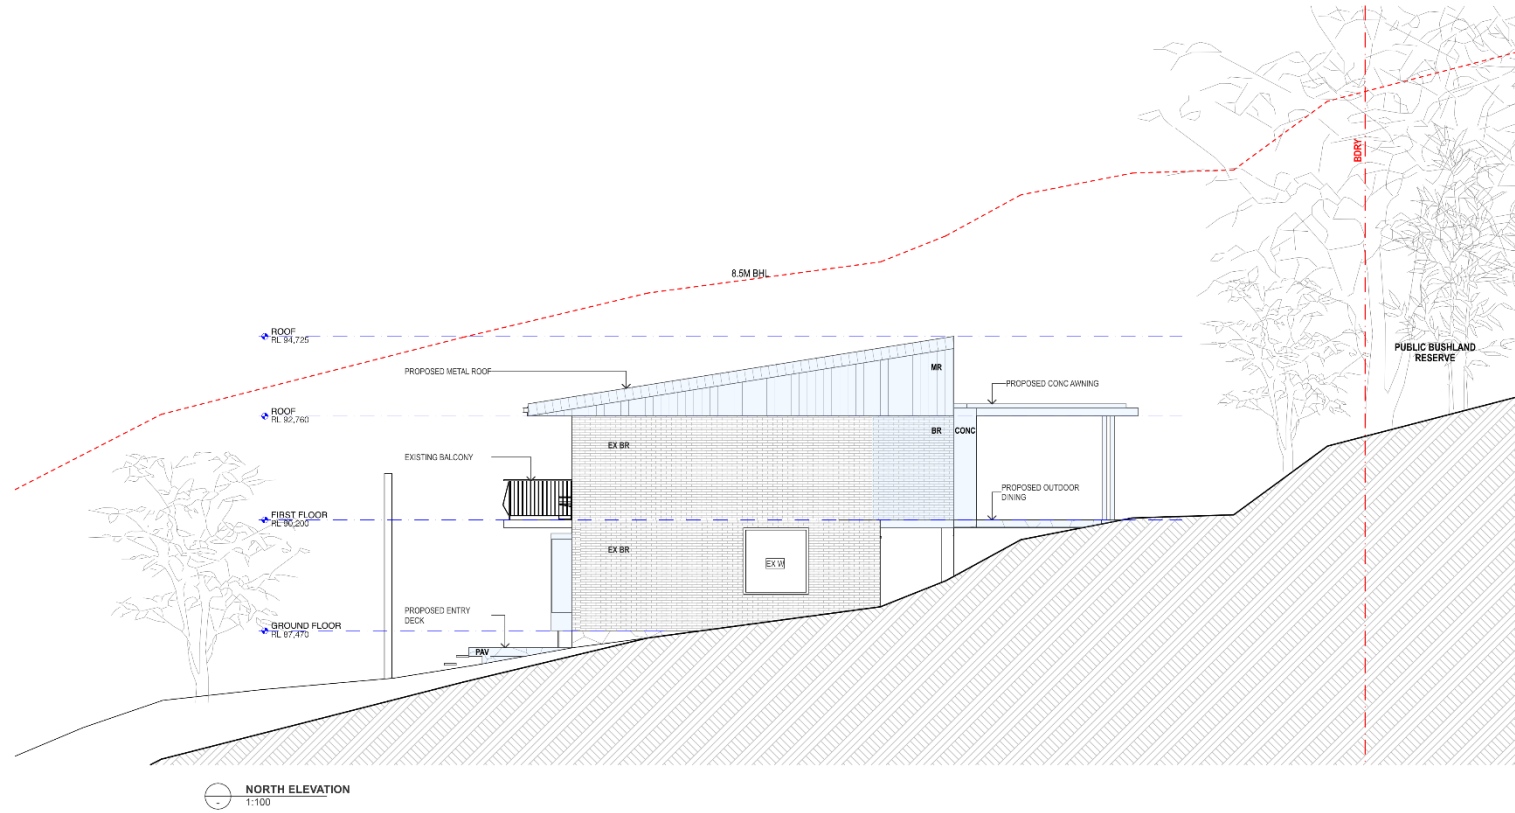 BDRY
8.5M BHL
ROOF
RL 94,725
PUBLIC BUSHLAND
RESERVE
PROPOSED METAL ROOF
MR
PROPOSED CONC AWNING
ROOF
RL 92,760
BR
CONC
EX BR
EXISTING BALCONY
PROPOSED OUTDOOR
DINING
FIRST FLOOR
RL 90,200
EX BR
EX W
PROPOSED ENTRY
DECK
GROUND FLOOR
RL 87,470
PAV
NORTH ELEVATION
1:100